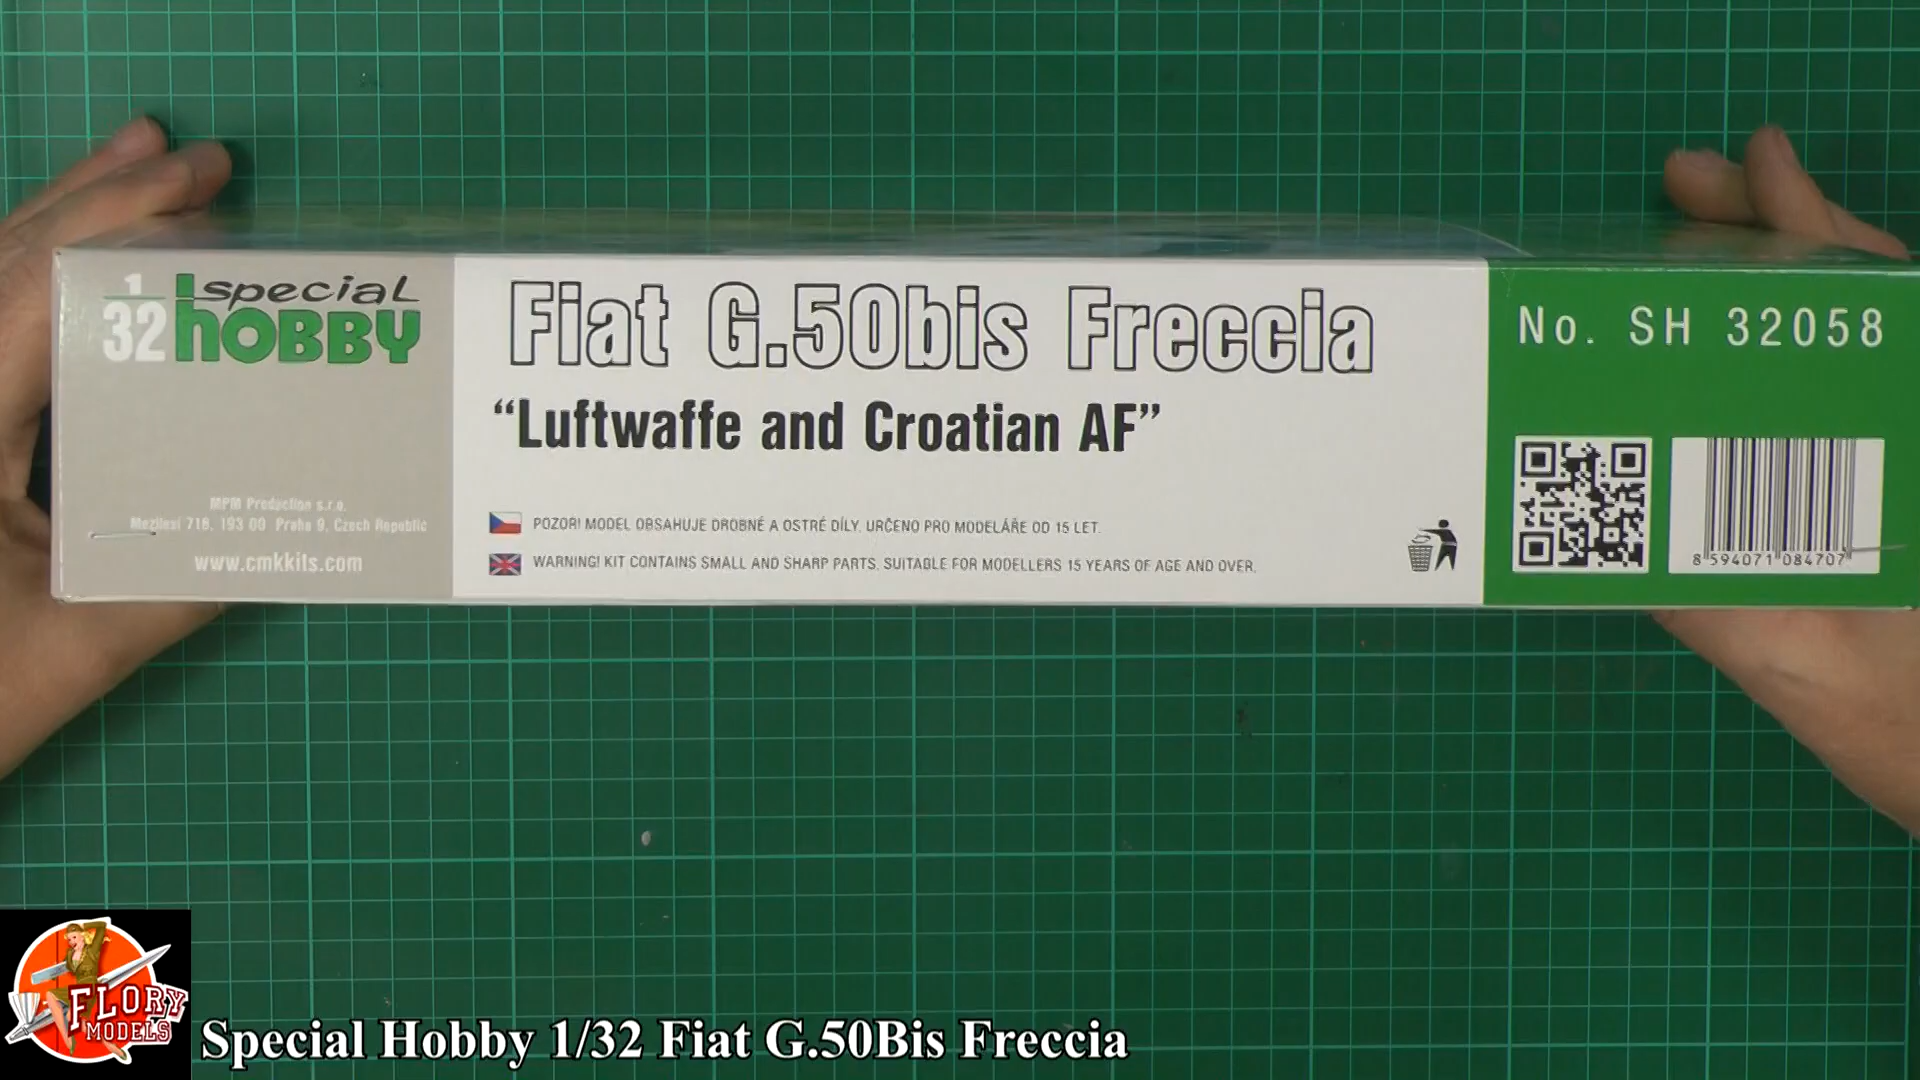 1
32
special
hOBBY
MPM Production s.r.o.
Mezilesí 718, 193 00 Praha 9, Czech Republic
www.cmkkits.com
Fiat G.50bis Freccia
“Luftwaffe and Croatian AF”
POZOR! MODEL OBSAHUJE DROBNÉ A OSTRÉ DÍLY. URČENO PRO MODELÁŘE OD 15 LET.
WARNING! KIT CONTAINS SMALL AND SHARP PARTS. SUITABLE FOR MODELLERS 15 YEARS OF AGE AND OVER.
No. SH 32058
8 594071 084707
FLORY
MODELS
Special Hobby 1/32 Fiat G.50Bis Freccia